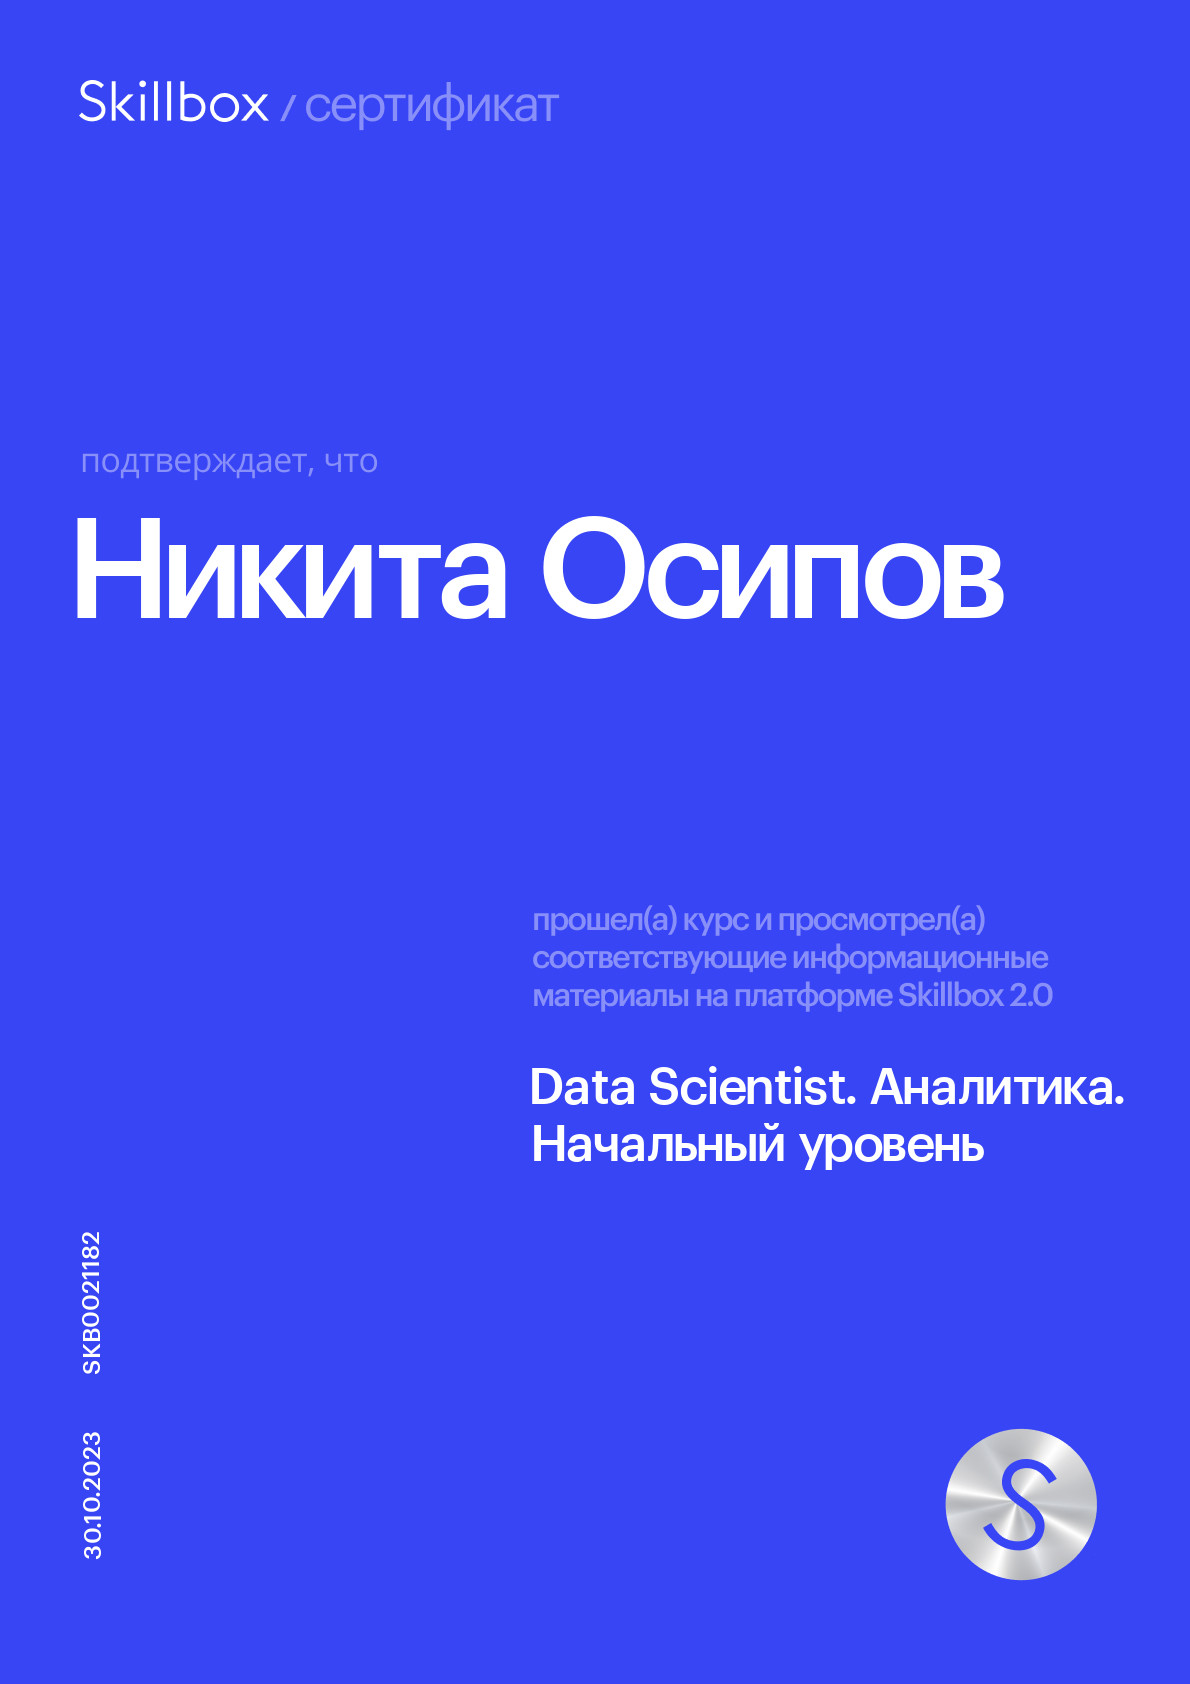 Skillbox / сертификат
подтверждает, что
Никита Осипов
прошел(а) курс и просмотрел(а)
соответствующие информационные
материалы на платформе Skillbox 2.0
Data Scientist. Аналитика.
Начальный уровень
SKB0021182
30.10.2023
S